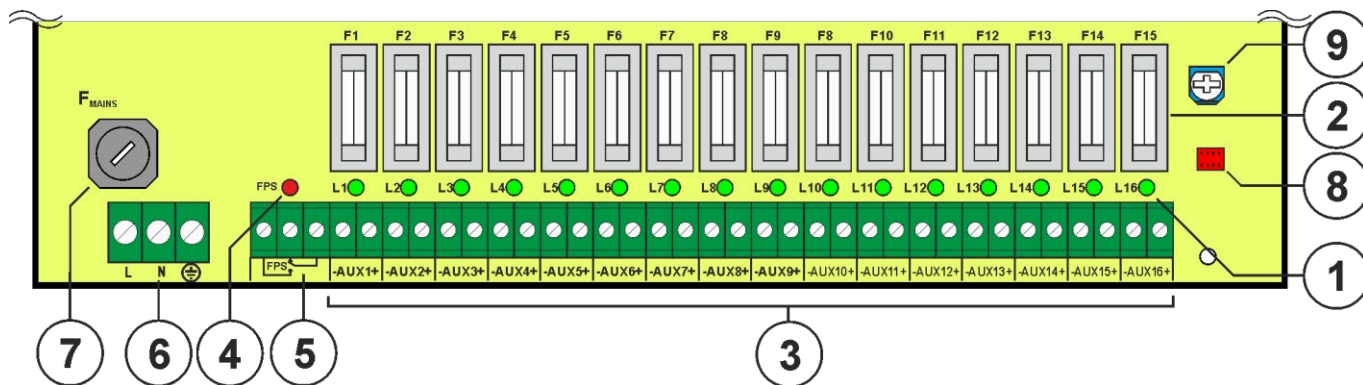 F1 F2 F3 F4 F5 F6 F7 F8 F9 F8 F10 F11 F12 F13 F14 F15
9
FMAINS
2
FPS L1 L2 L3 L4 L5 L6 L7 L8 L9 L10 L11 L12 L13 L14 L15 L16
8
L N
FPS -AUX1+ -AUX2+ -AUX3+ -AUX4+ -AUX5+ -AUX6+ -AUX7+ -AUX8+ -AUX9+ -AUX10+ -AUX11+ -AUX12+ -AUX13+ -AUX14+ -AUX15+ -AUX16+
1
7 6 4 5 3